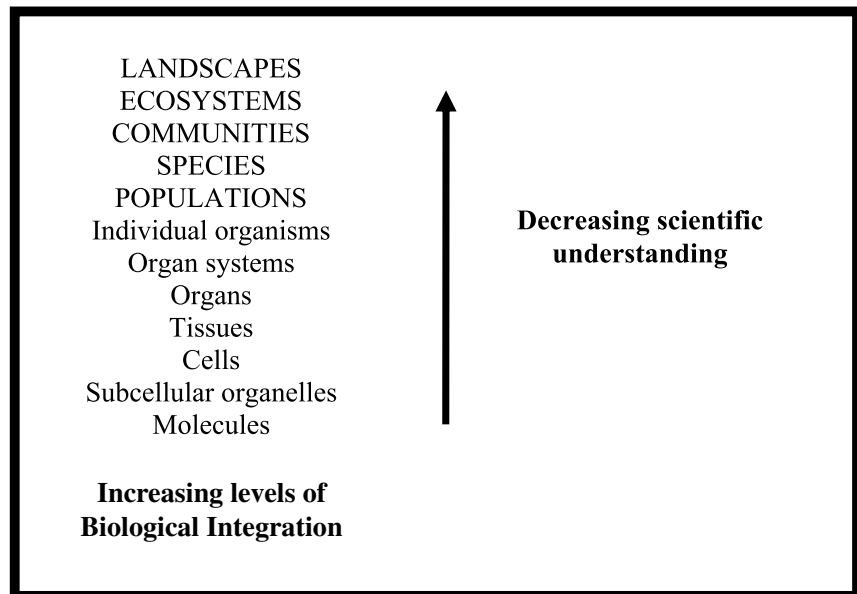 LANDSCAPES
ECOSYSTEMS
COMMUNITIES
SPECIES
POPULATIONS
Individual organisms
Organ systems
Organs
Tissues
Cells
Subcellular organelles
Molecules
Increasing levels of
Biological Integration
Decreasing scientific
understanding